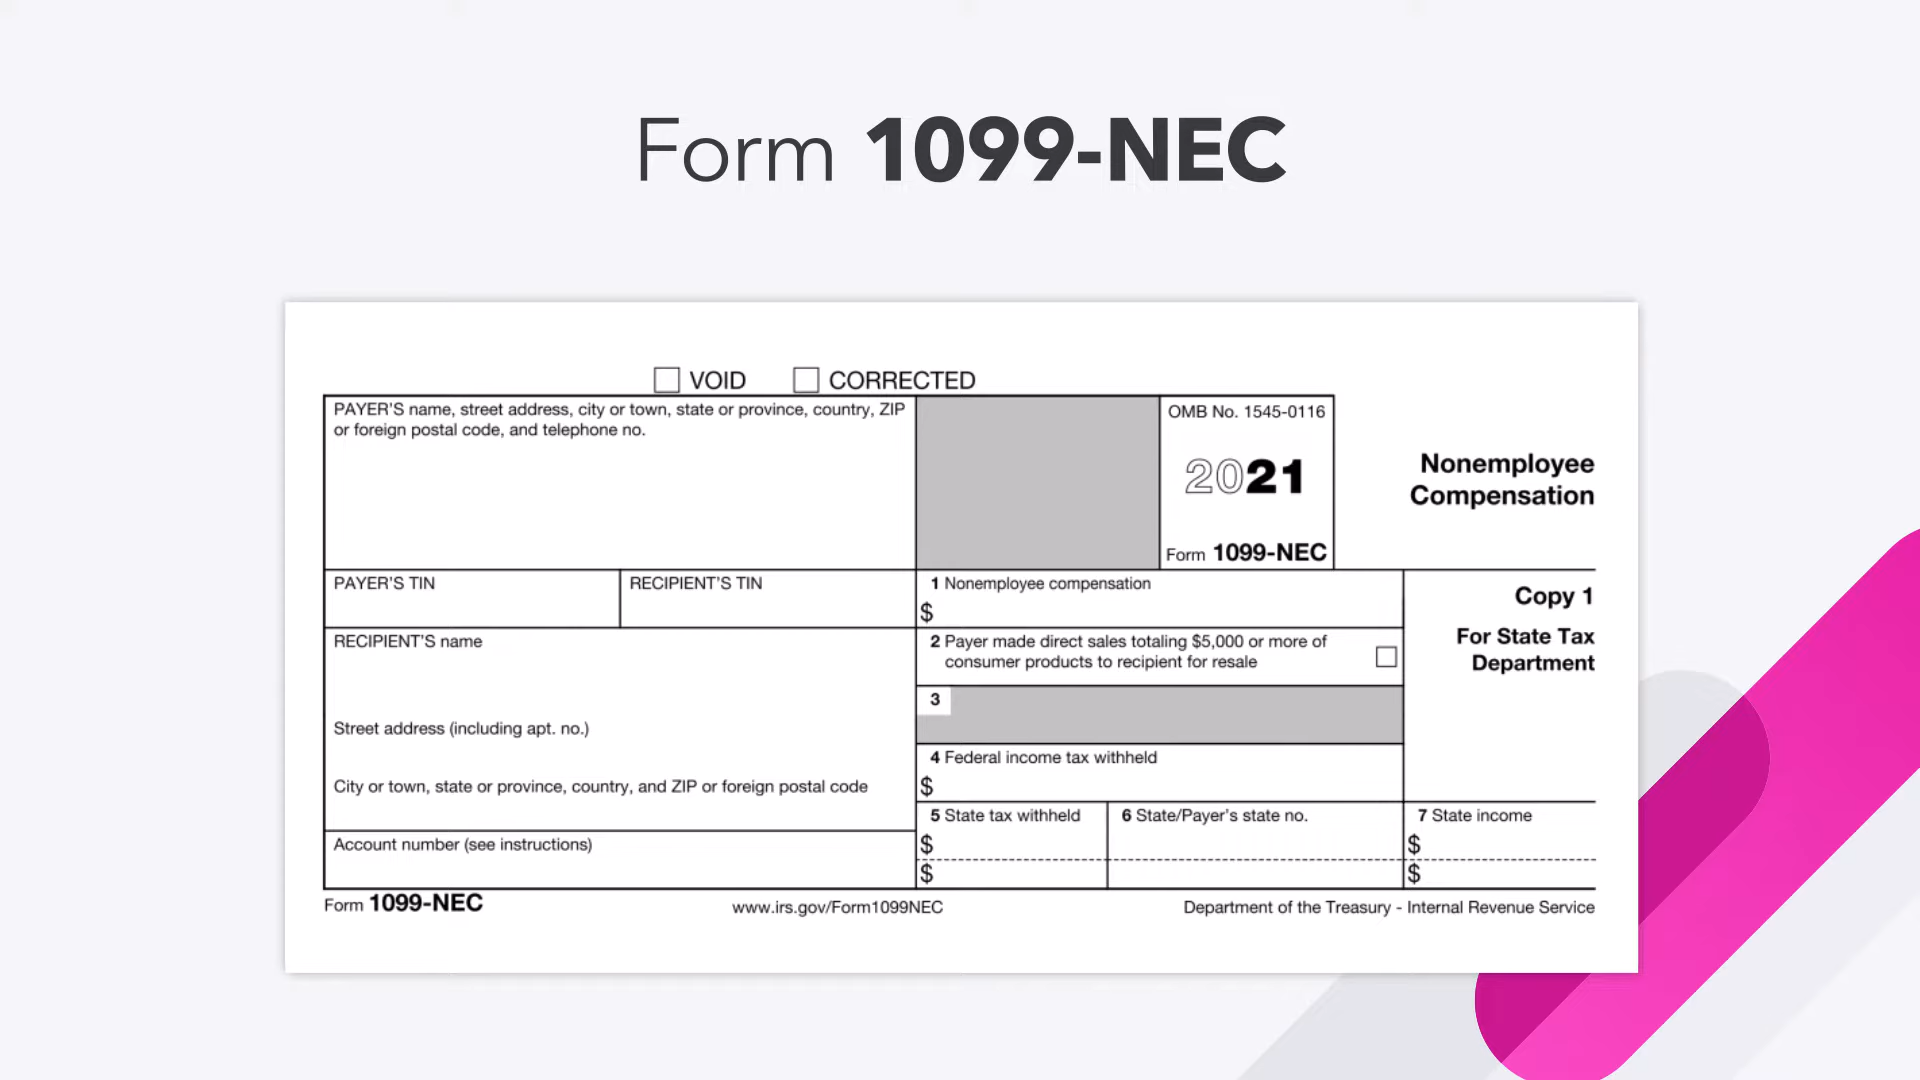 Form 1099-NEC
VOID CORRECTED
PAYER'S name, street address, city or town, state or province, country, ZIP
or foreign postal code, and telephone no.
OMB No. 1545-0116
2021
Form 1099-NEC
Nonemployee
Compensation
PAYER'S TIN
RECIPIENT'S TIN
1 Nonemployee compensation
$
Copy 1
For State Tax
Department
RECIPIENT'S name
2 Payer made direct sales totaling $5,000 or more of
consumer products to recipient for resale
3
Street address (including apt. no.)
4 Federal income tax withheld
$
City or town, state or province, country, and ZIP or foreign postal code
5 State tax withheld
$
$
6 State/Payer's state no.
7 State income
$
$
Account number (see instructions)
Form 1099-NEC
www.irs.gov/Form1099NEC
Department of the Treasury - Internal Revenue Service